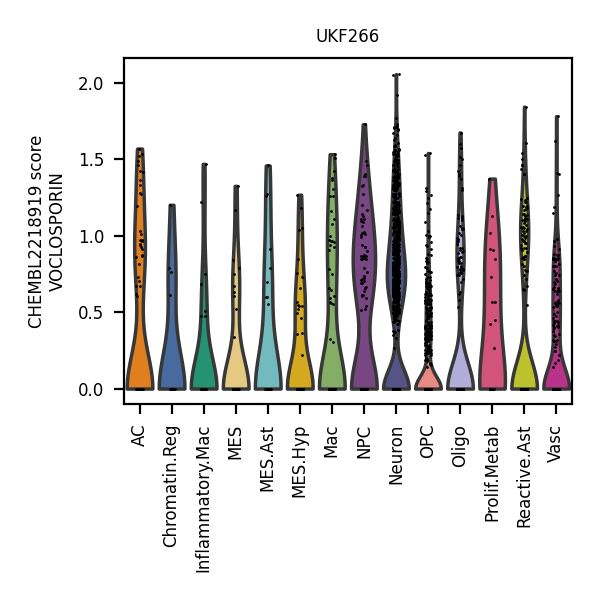 UKF266
CHEMBL2218919 score
VOCLOSPORIN
2.0
1.5
1.0
0.5
0.0
AC
Chromatin.Reg
Inflammatory.Mac
MES
MES.Ast
MES.Hyp
Mac
NPC
Neuron
OPC
Oligo
Prolif.Metab
Reactive.Ast
Vasc